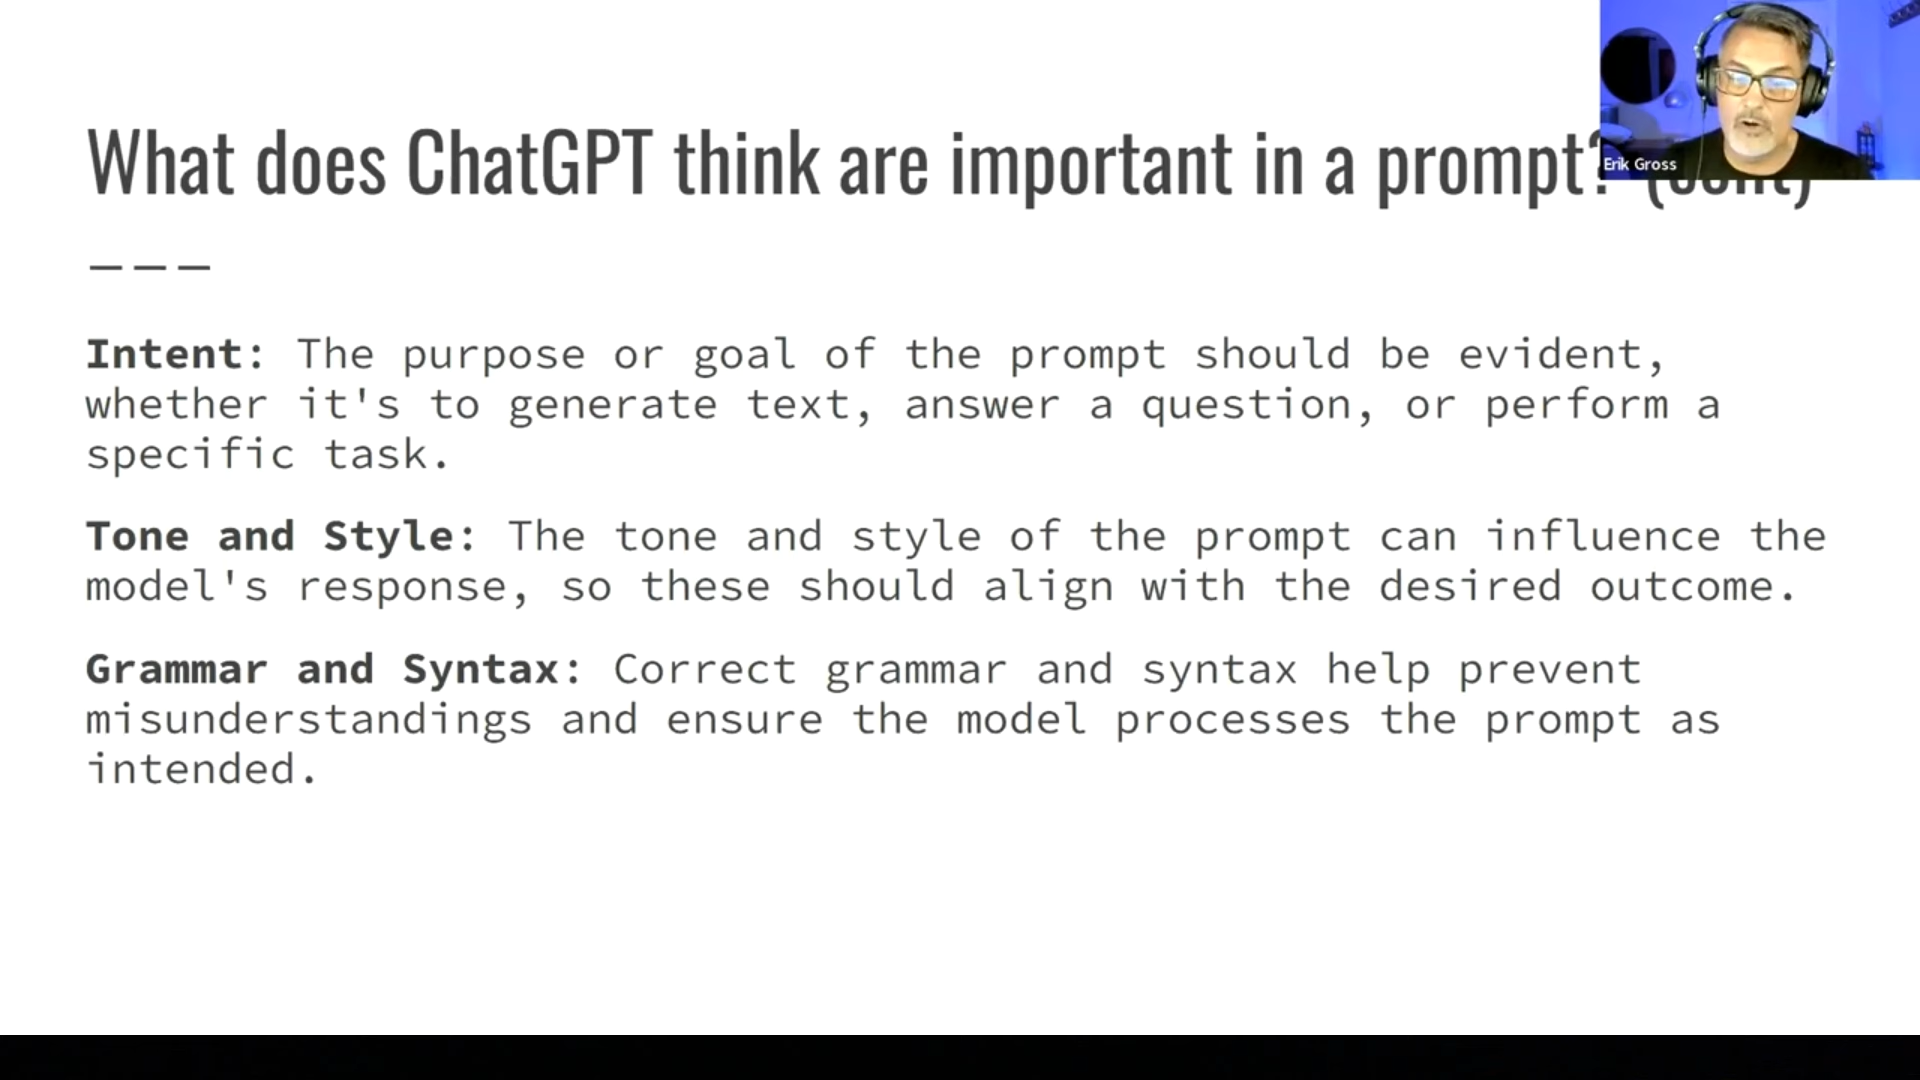 What does ChatGPT think are important in a prompt?
Erik Gross
Intent: The purpose or goal of the prompt should be evident,
whether it's to generate text, answer a question, or perform a
specific task.
Tone and Style: The tone and style of the prompt can influence the
model's response, so these should align with the desired outcome.
Grammar and Syntax: Correct grammar and syntax help prevent
misunderstandings and ensure the model processes the prompt as
intended.